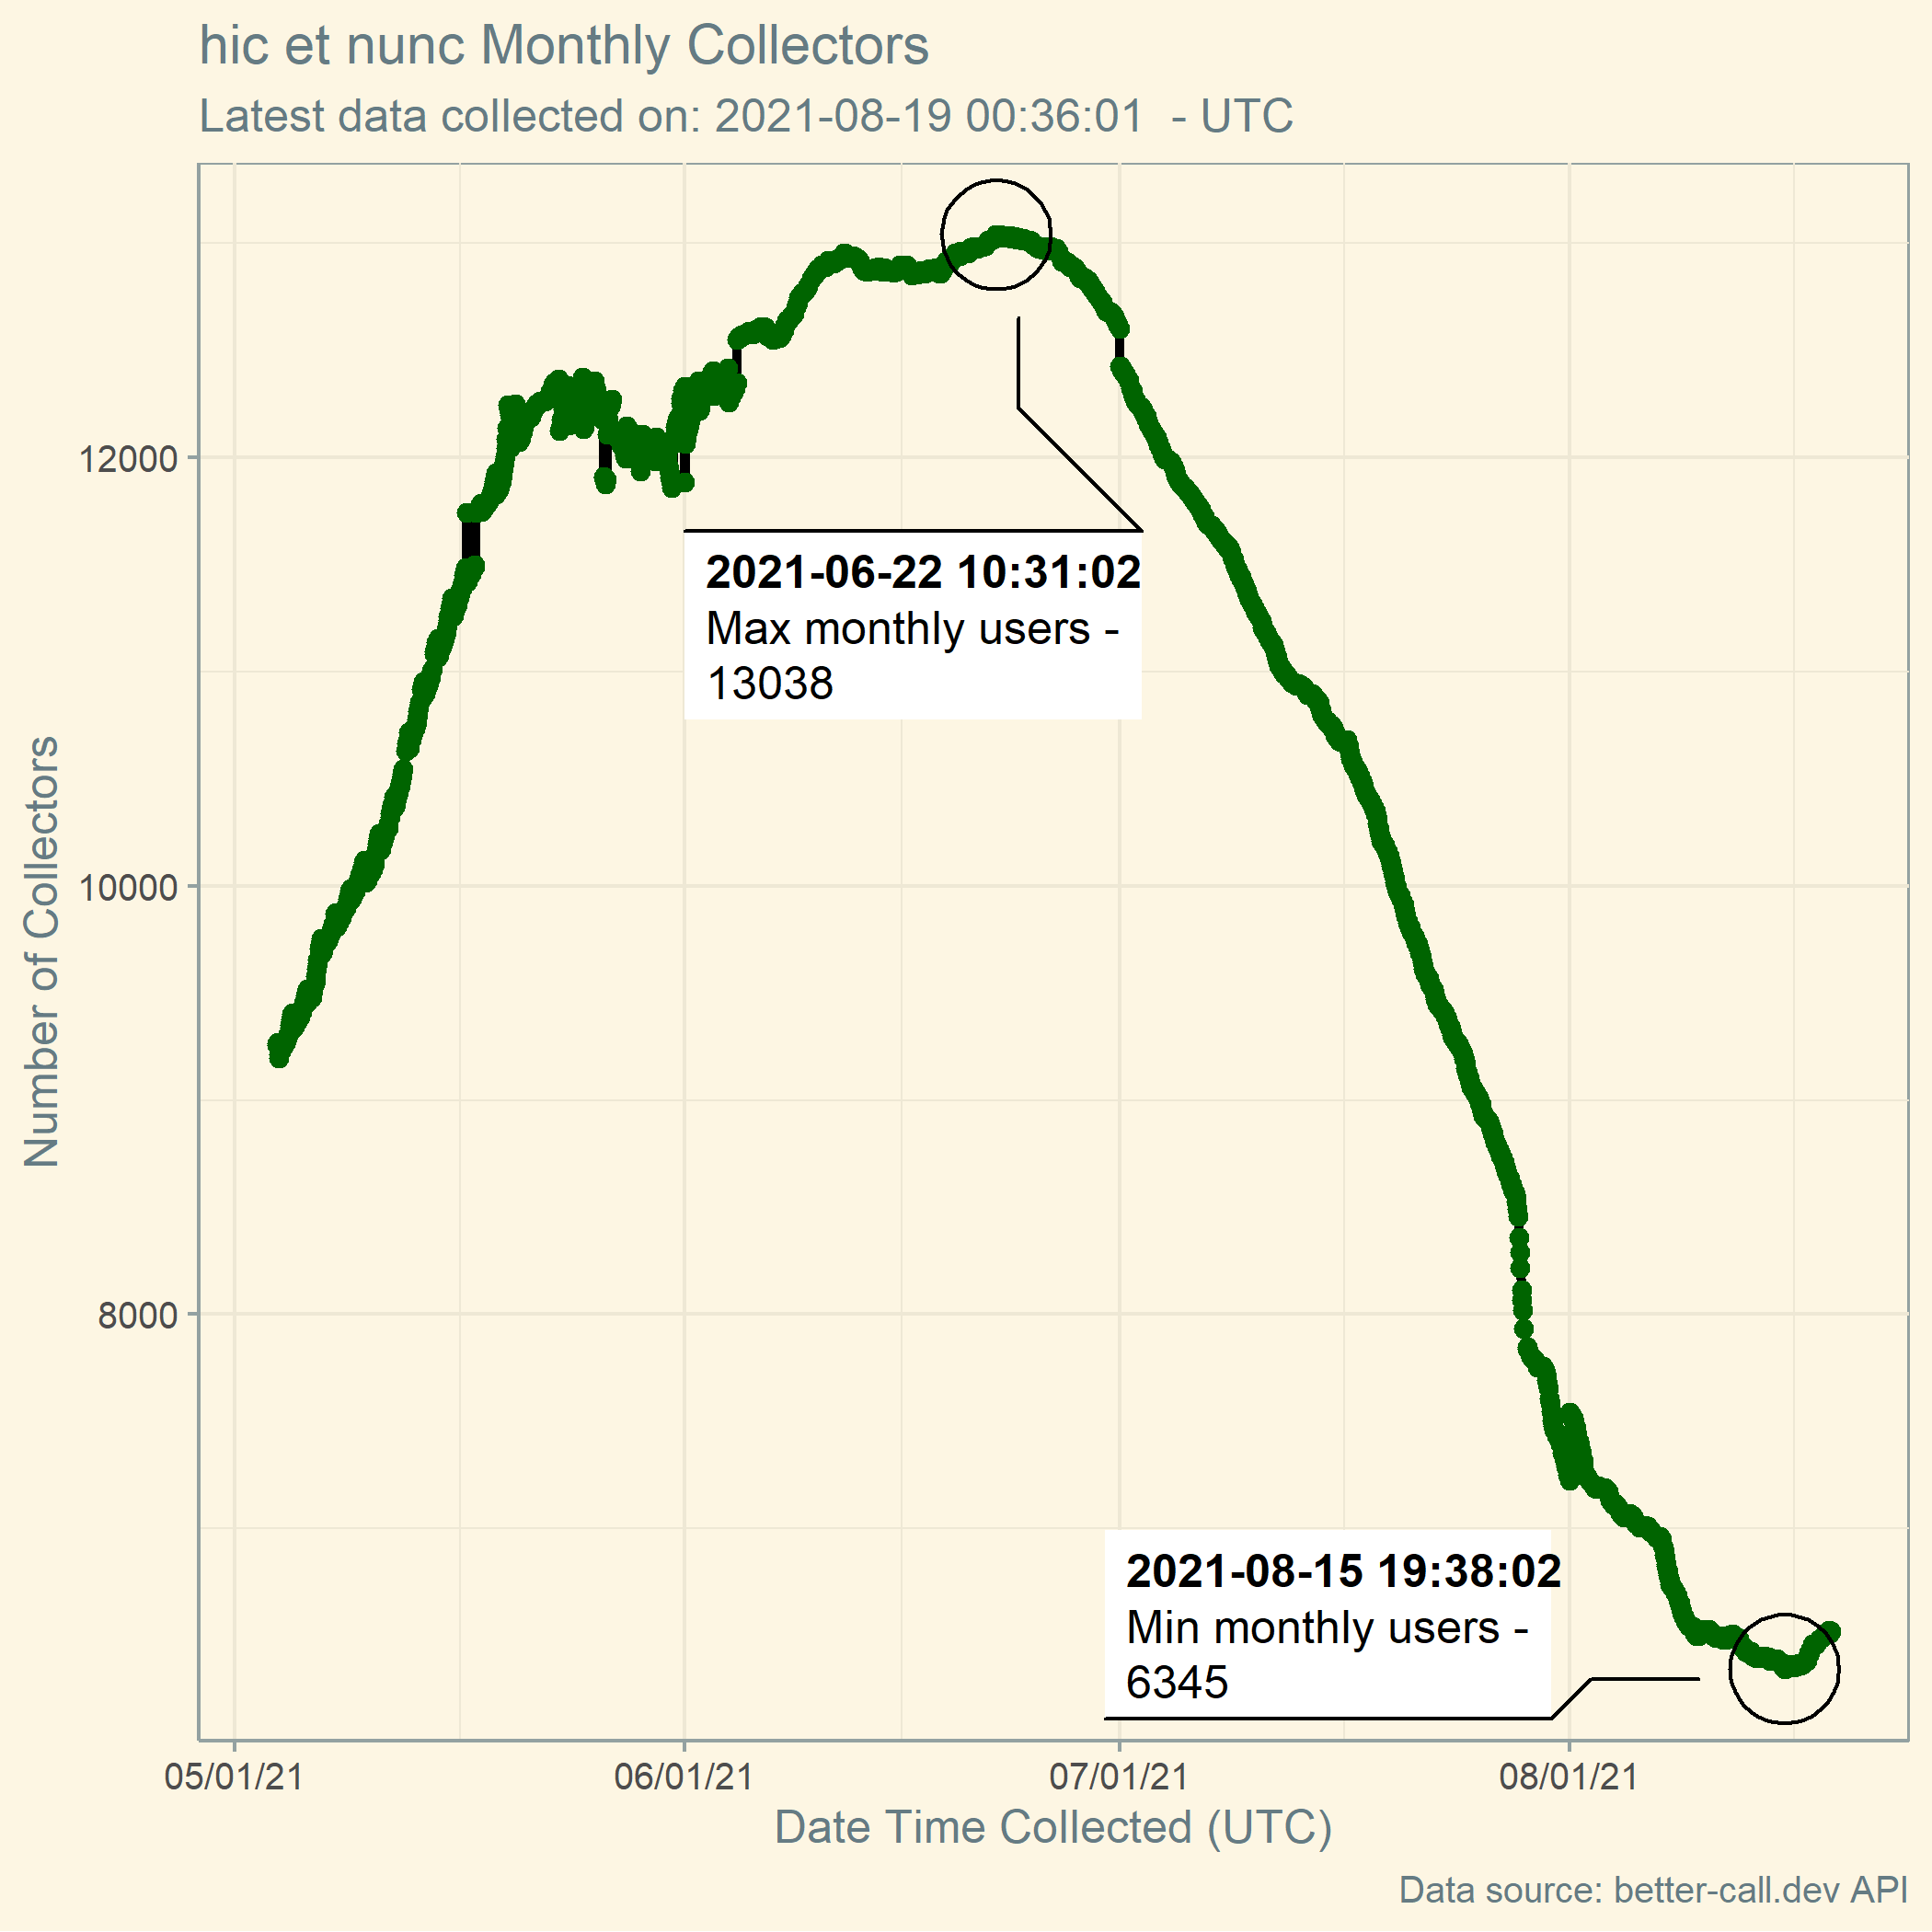 hic et nunc Monthly Collectors
Latest data collected on: 2021-08-19 00:36:01  - UTC
Number of Collectors
12000
10000
8000
2021-06-22 10:31:02
Max monthly users -
13038
2021-08-15 19:38:02
Min monthly users -
6345
05/01/21
06/01/21
07/01/21
08/01/21
Date Time Collected (UTC)
Data source: better-call.dev API